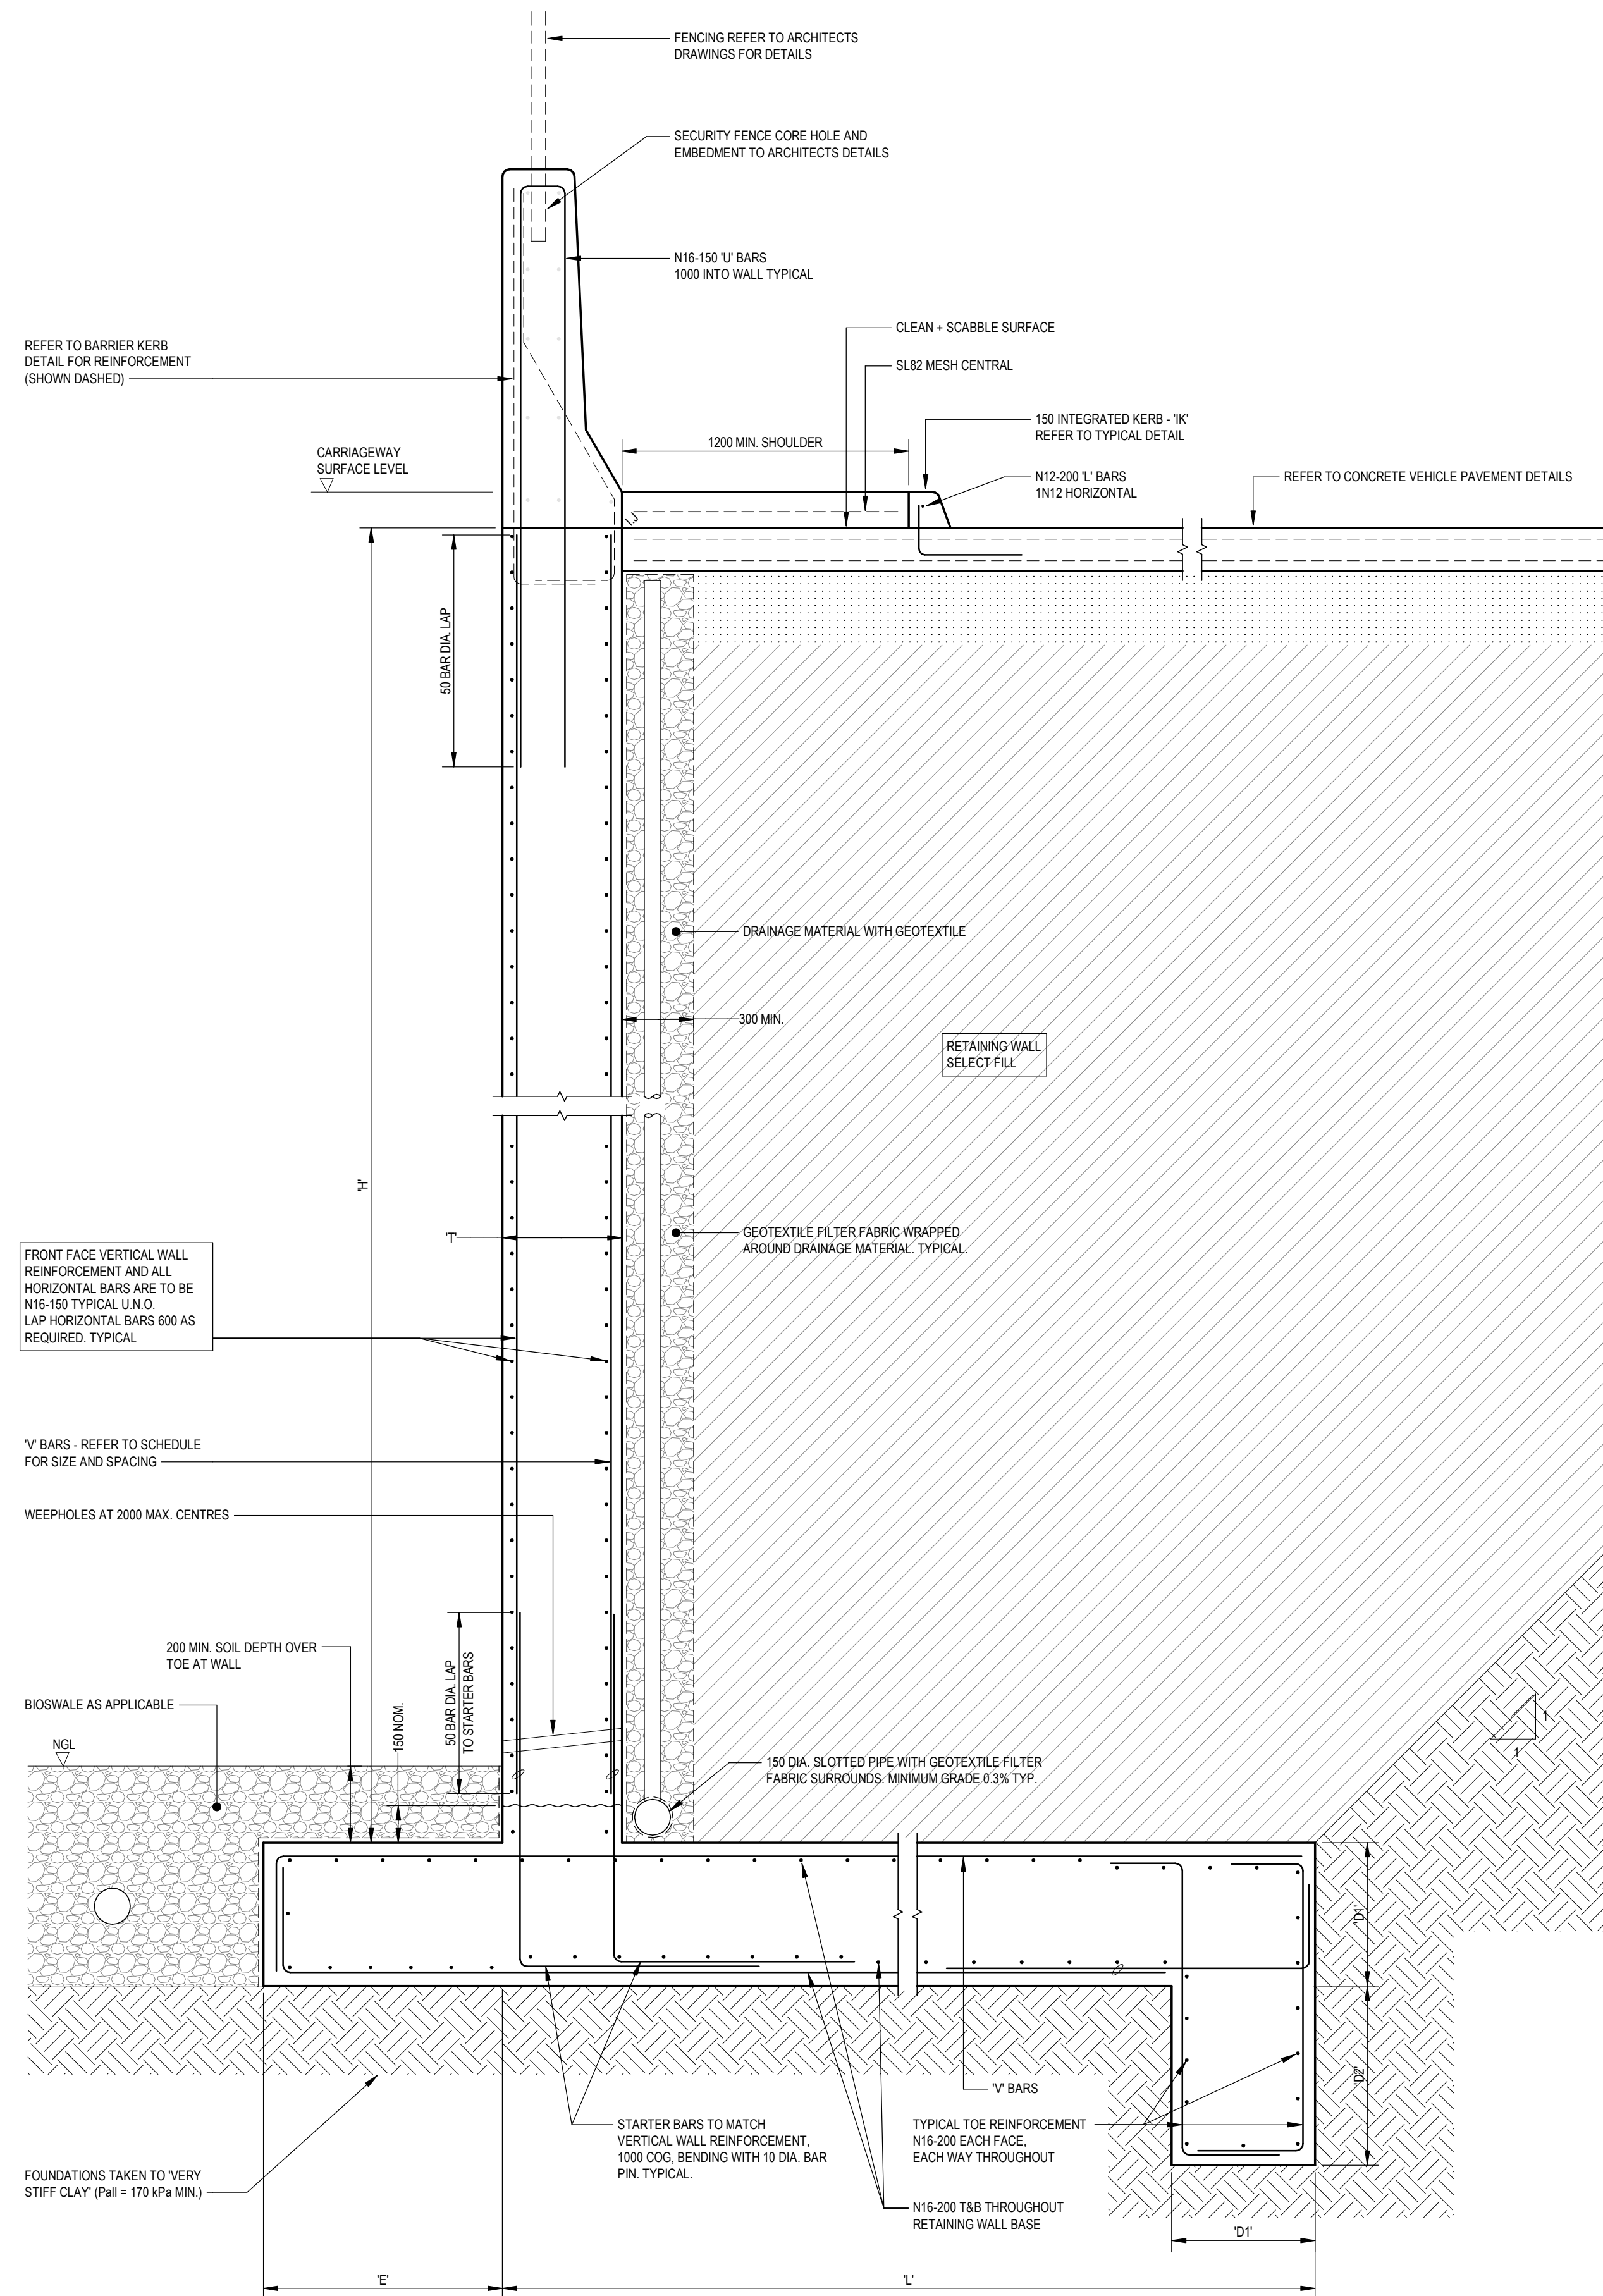 FENCING REFER TO ARCHITECTS
DRAWINGS FOR DETAILS
SECURITY FENCE CORE HOLE AND
EMBEDMENT TO ARCHITECTS DETAILS
N16-150 'U' BARS
1000 INTO WALL TYPICAL
REFER TO BARRIER KERB
DETAIL FOR REINFORCEMENT
(SHOWN DASHED)
CLEAN + SCABBLE SURFACE
SL82 MESH CENTRAL
150 INTEGRATED KERB - 'IK'
REFER TO TYPICAL DETAIL
1200 MIN. SHOULDER
CARRIAGEWAY
SURFACE LEVEL
N12-200 'L' BARS
1N12 HORIZONTAL
REFER TO CONCRETE VEHICLE PAVEMENT DETAILS
I.J
50 BAR DIA. LAP
DRAINAGE MATERIAL WITH GEOTEXTILE
300 MIN.
RETAINING WALL
SELECT FILL
'H'
'T'
GEOTEXTILE FILTER FABRIC WRAPPED
AROUND DRAINAGE MATERIAL. TYPICAL.
FRONT FACE VERTICAL WALL
REINFORCEMENT AND ALL
HORIZONTAL BARS ARE TO BE
N16-150 TYPICAL U.N.O.
LAP HORIZONTAL BARS 600 AS
REQUIRED. TYPICAL
'V' BARS - REFER TO SCHEDULE
FOR SIZE AND SPACING
WEEPHOLES AT 2000 MAX. CENTRES
200 MIN. SOIL DEPTH OVER
TOE AT WALL
BIOSWALE AS APPLICABLE
50 BAR DIA. LAP
TO STARTER BARS
150 NOM.
NGL
1
1
150 DIA. SLOTTED PIPE WITH GEOTEXTILE FILTER
FABRIC SURROUNDS. MINIMUM GRADE 0.3% TYP.
'D1'
'D2'
'V' BARS
STARTER BARS TO MATCH
VERTICAL WALL REINFORCEMENT,
1000 COG, BENDING WITH 10 DIA. BAR
PIN. TYPICAL.
TYPICAL TOE REINFORCEMENT
N16-200 EACH FACE,
EACH WAY THROUGHOUT
FOUNDATIONS TAKEN TO 'VERY
STIFF CLAY' (Pall = 170 kPa MIN.)
N16-200 T&B THROUGHOUT
RETAINING WALL BASE
'D1'
'E'
'L'